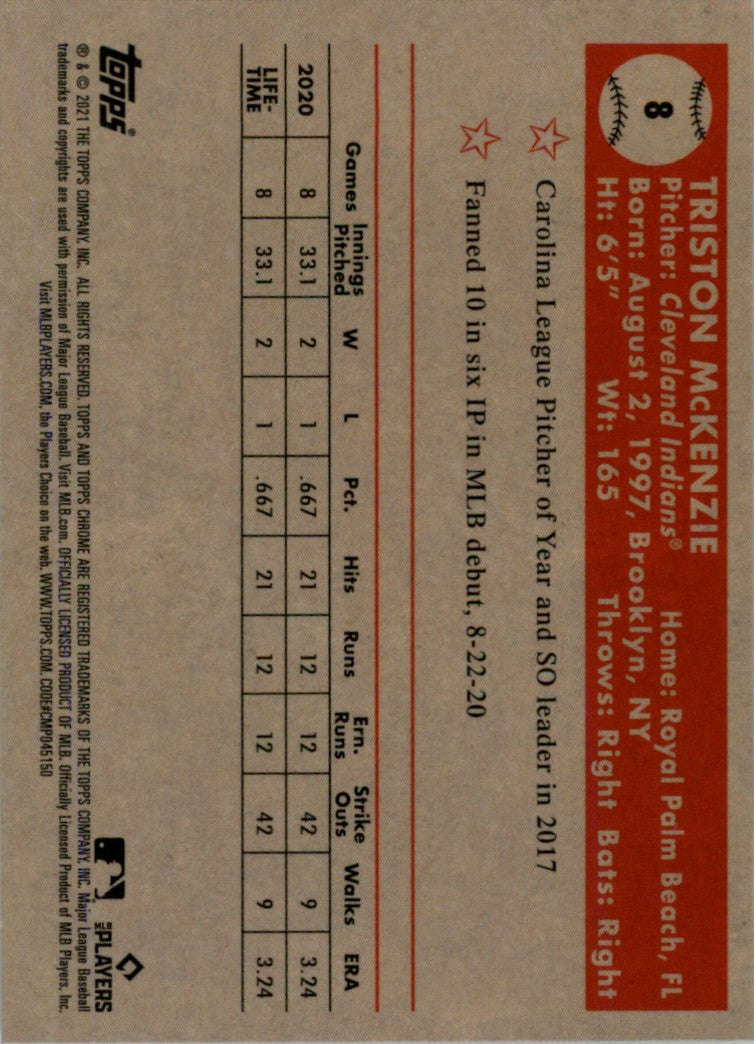 8
TRISTON McKENZIE
Pitcher: Cleveland Indians® Home: Royal Palm Beach, FL
Born: August 2, 1997, Brooklyn, NY
Ht: 6'5" Wt: 165 Throws: Right Bats: Right
Carolina League Pitcher of Year and SO leader in 2017
Fanned 10 in six IP in MLB debut, 8-22-20
Games Innings Pitched W L Pct. Hits Runs Ern. Runs Strike Outs Walks ERA
2020 8 33.1 2 1 .667 21 12 12 42 9 3.24
LIFE-TIME 8 33.1 2 1 .667 21 12 12 42 9 3.24
topps®
MLB PLAYERS
® & © 2021 THE TOPPS COMPANY, INC. ALL RIGHTS RESERVED. TOPPS AND TOPPS CHROME ARE REGISTERED TRADEMARKS OF THE TOPPS COMPANY, INC. Major League Baseball
trademarks and copyrights are used with permission of Major League Baseball. Visit MLB.com. OFFICIALLY LICENSED PRODUCT OF MLB. Officially Licensed Product of MLB Players, Inc.
Visit MLBPLAYERS.COM, the Players Choice on the web. WWW.TOPPS.COM. CODE#CMP045150